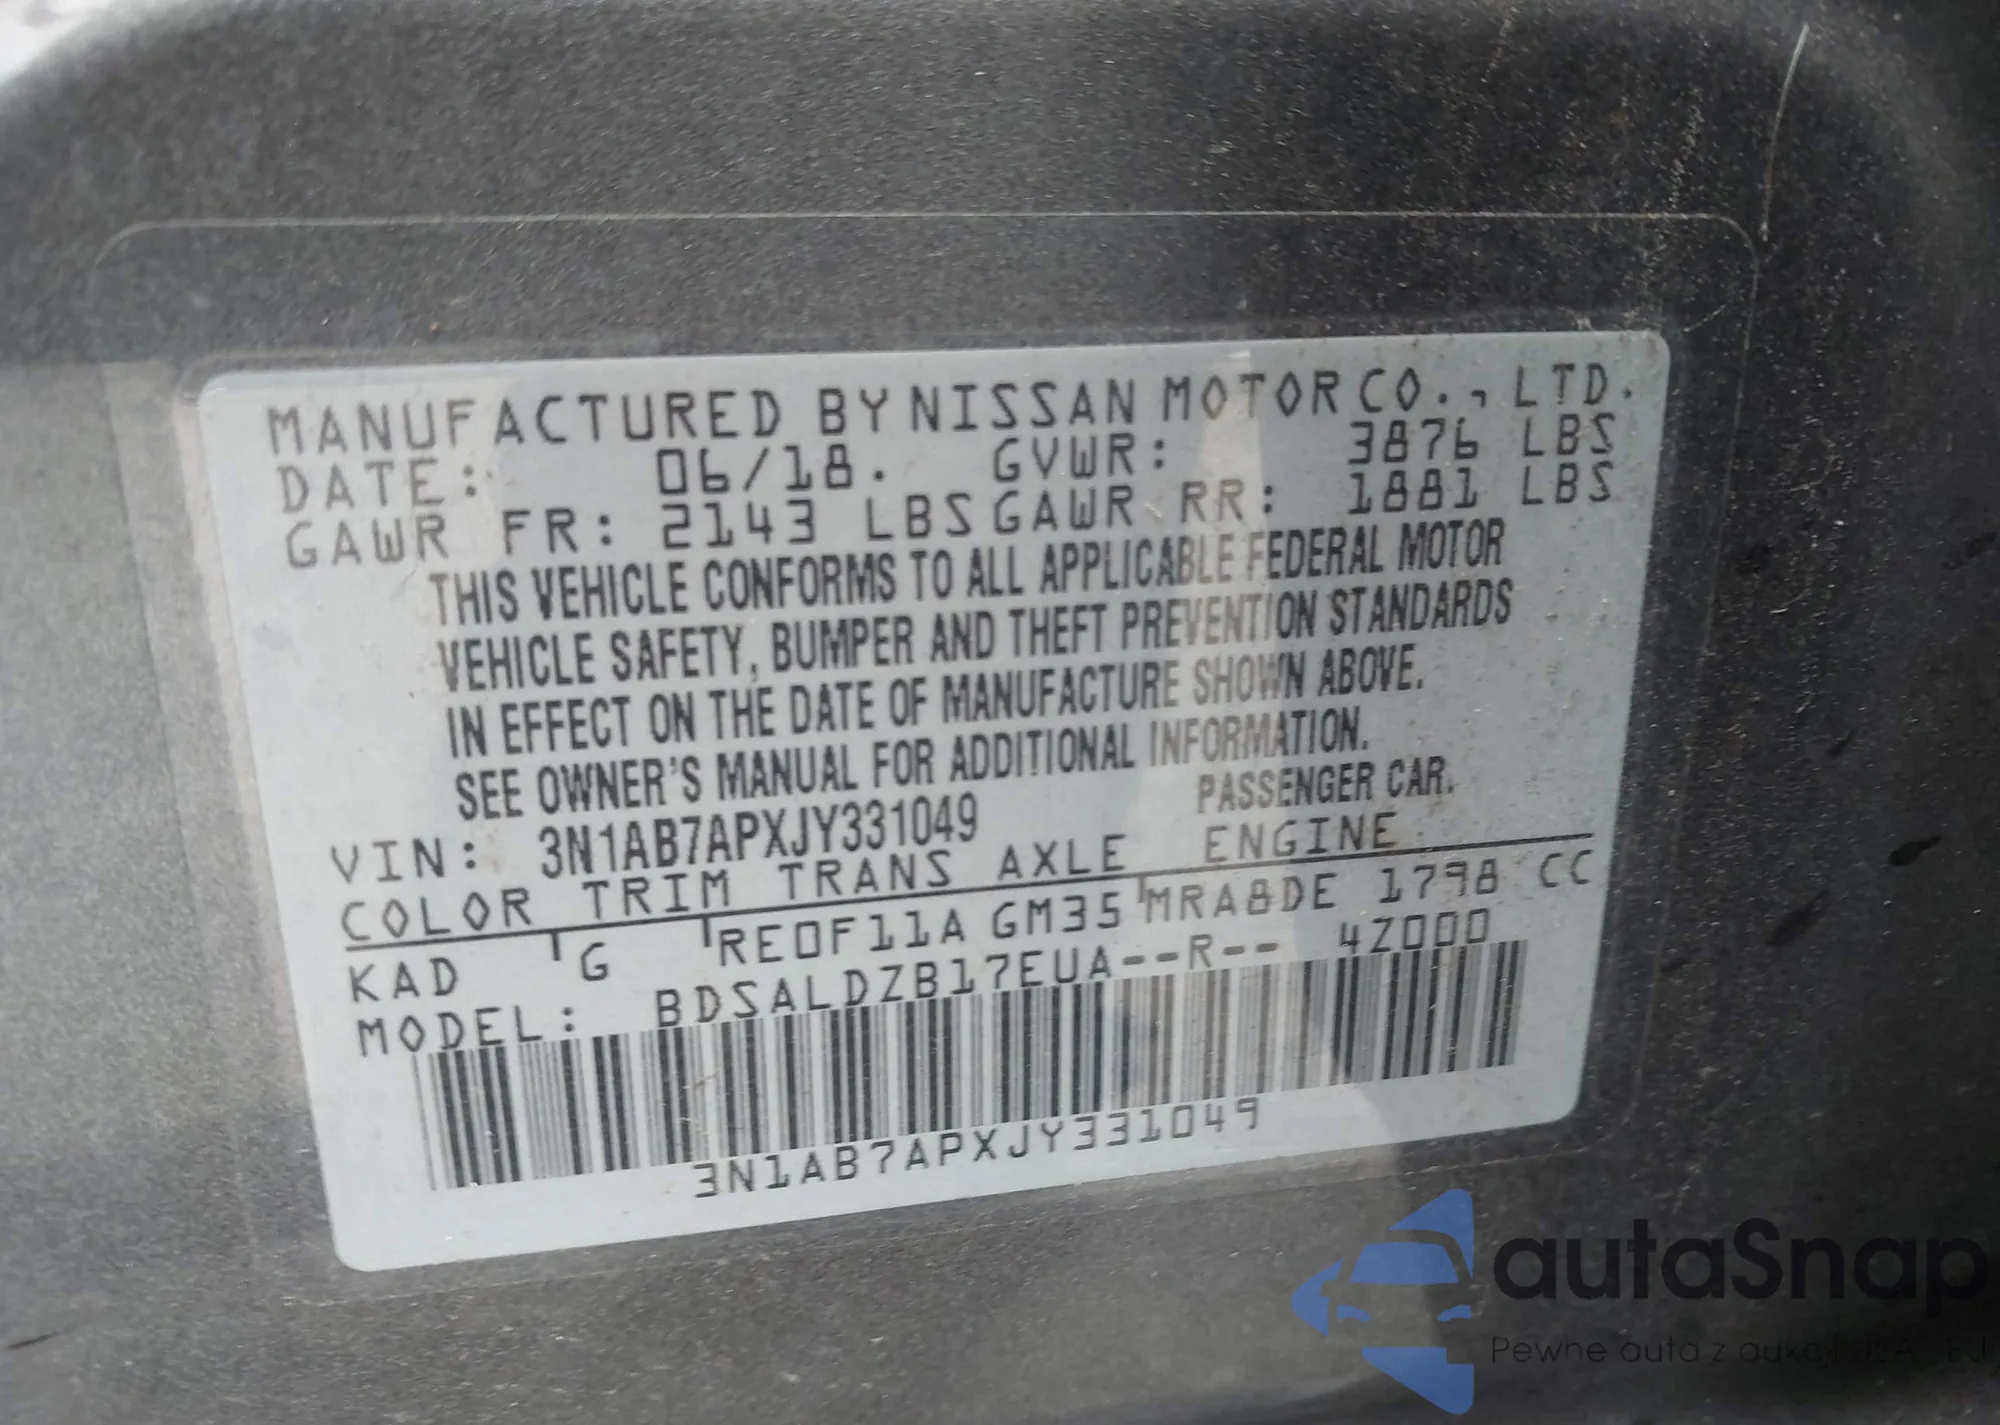 MANUFACTURED BY NISSAN MOTOR CO., LTD.
DATE: 06/18. GVWR: 3876 LBS
GAWR FR: 2143 LBS GAWR RR: 1881 LBS
THIS VEHICLE CONFORMS TO ALL APPLICABLE FEDERAL MOTOR
VEHICLE SAFETY, BUMPER AND THEFT PREVENTION STANDARDS
IN EFFECT ON THE DATE OF MANUFACTURE SHOWN ABOVE.
SEE OWNER'S MANUAL FOR ADDITIONAL INFORMATION.
VIN: 3N1AB7APXJY331049 PASSENGER CAR.
COLOR TRIM TRANS AXLE ENGINE
KAD G RE0F11A GM35 MRA8DE 1798 CC
MODEL: BDSALDZB17EUA--R-- 4Z000
3N1AB7APXJY331049
autaSnap
Pewne auta z aukcji